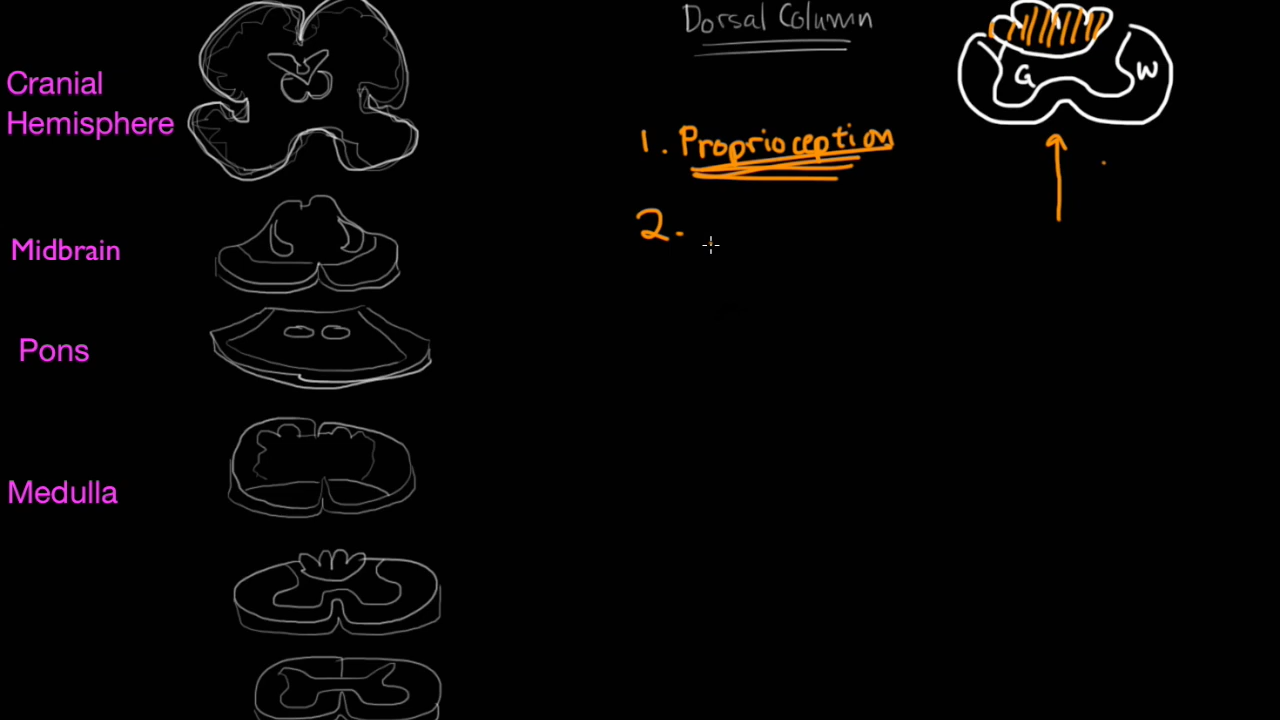 Cranial
Hemisphere
Midbrain
Pons
Medulla
Dorsal Column
1. Proprioception
2.
G W